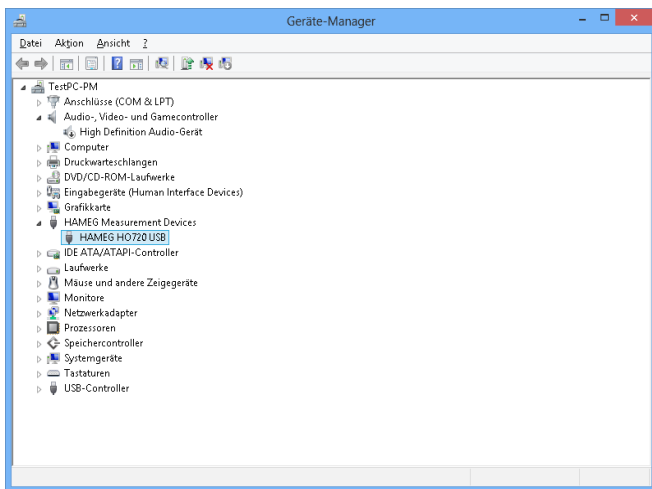 Geräte-Manager
Datei Aktion Ansicht ?
TestPC-PM
Anschlüsse (COM & LPT)
Audio-, Video- und Gamecontroller
High Definition Audio-Gerät
Computer
Druckwarteschlangen
DVD/CD-ROM-Laufwerke
Eingabegeräte (Human Interface Devices)
Grafikkarte
HAMEG Measurement Devices
HAMEG HO720 USB
IDE ATA/ATAPI-Controller
Laufwerke
Mäuse und andere Zeigegeräte
Monitore
Netzwerkadapter
Prozessoren
Speichercontroller
Systemgeräte
Tastaturen
USB-Controller